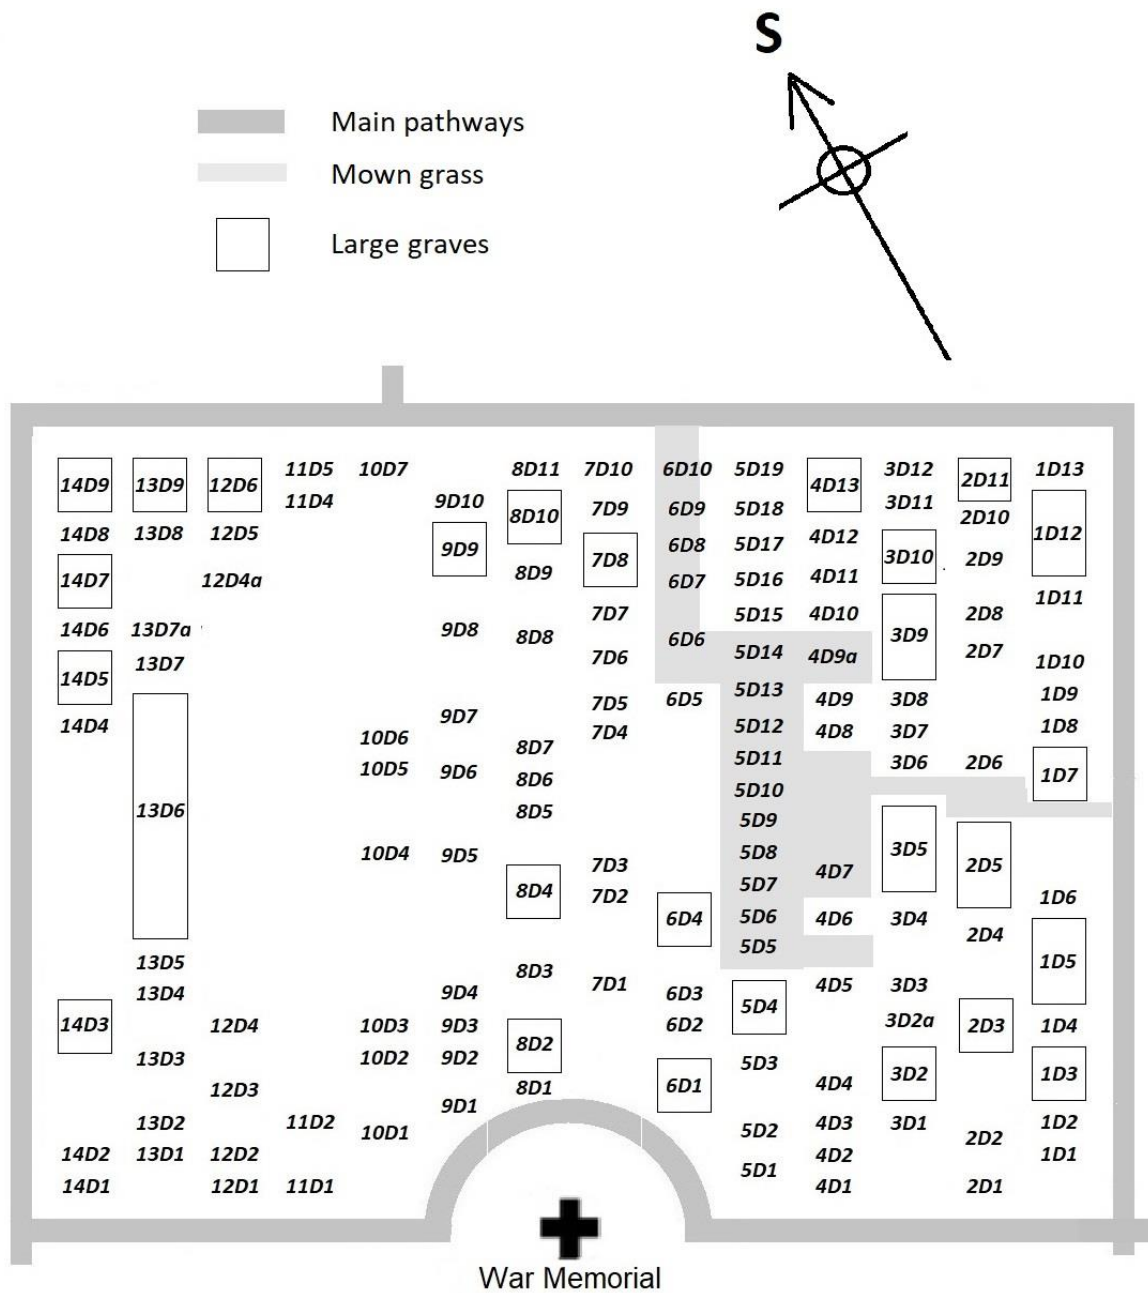 S
Main pathways
Mown grass
Large graves
14D9 13D9 12D6 11D5 10D7 8D11 7D10 6D10 5D19 4D13 3D12 2D11 1D13
11D4 9D10 8D10 7D9 6D9 5D18 3D11 2D10 1D12
14D8 13D8 12D5 9D9 7D8 6D8 5D17 4D12 3D10 2D9
14D7 12D4a 8D9 6D7 5D16 4D11 1D11
14D6 13D7a 9D8 8D8 7D7 6D6 5D15 4D10 3D9 2D8
14D5 13D7 7D6 5D14 4D9a 2D7 1D10
14D4 9D7 7D5 6D5 5D13 4D9 3D8 1D9
10D6 8D7 7D4 5D12 4D8 3D7 1D8
10D5 9D6 8D6 5D11 3D6 2D6 1D7
13D6 8D5 5D10
5D9
10D4 9D5 7D3 5D8 4D7 3D5 2D5
8D4 7D2 5D7 1D6
6D4 5D6 4D6 3D4 2D4
13D5 8D3 5D5 1D5
13D4 9D4 7D1 6D3 5D4 4D5 3D3
14D3 12D4 10D3 9D3 8D2 6D2 3D2a 2D3 1D4
13D3 10D2 9D2 5D3
12D3 8D1 6D1 4D4 3D2 1D3
13D2 11D2 10D1 9D1 5D2 4D3 3D1 2D2 1D2
14D2 13D1 12D2 5D1 4D2 1D1
14D1 12D1 11D1 4D1 2D1
War Memorial